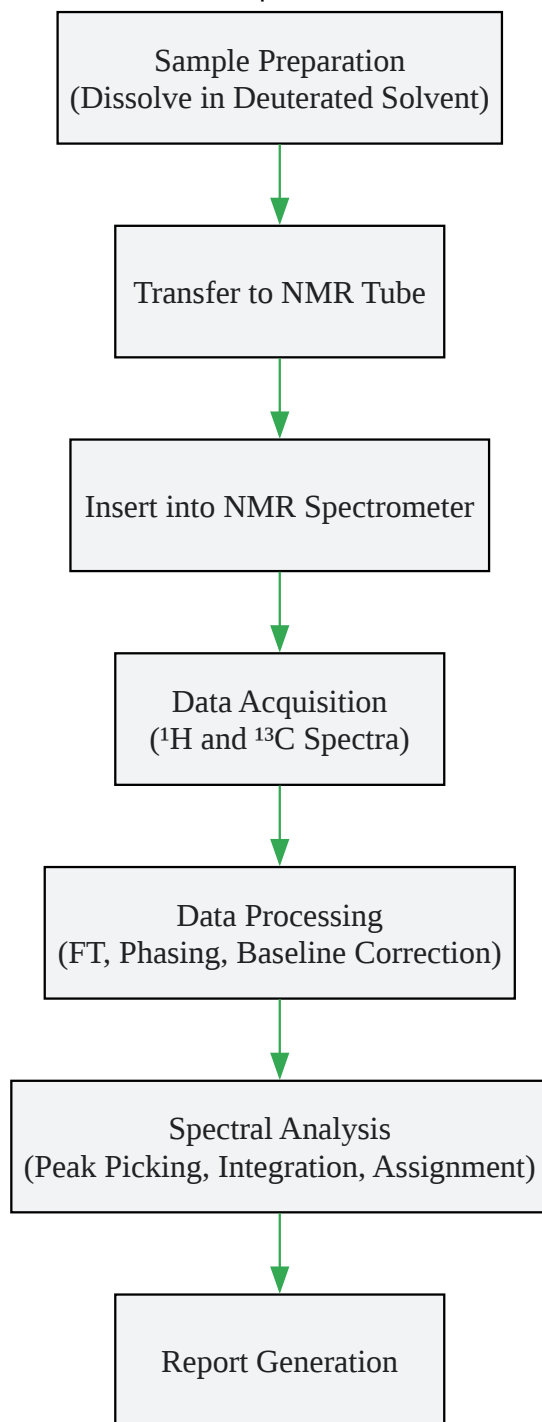 Sample Preparation
(Dissolve in Deuterated Solvent)
Transfer to NMR Tube
Insert into NMR Spectrometer
Data Acquisition
(¹H and ¹³C Spectra)
Data Processing
(FT, Phasing, Baseline Correction)
Spectral Analysis
(Peak Picking, Integration, Assignment)
Report Generation